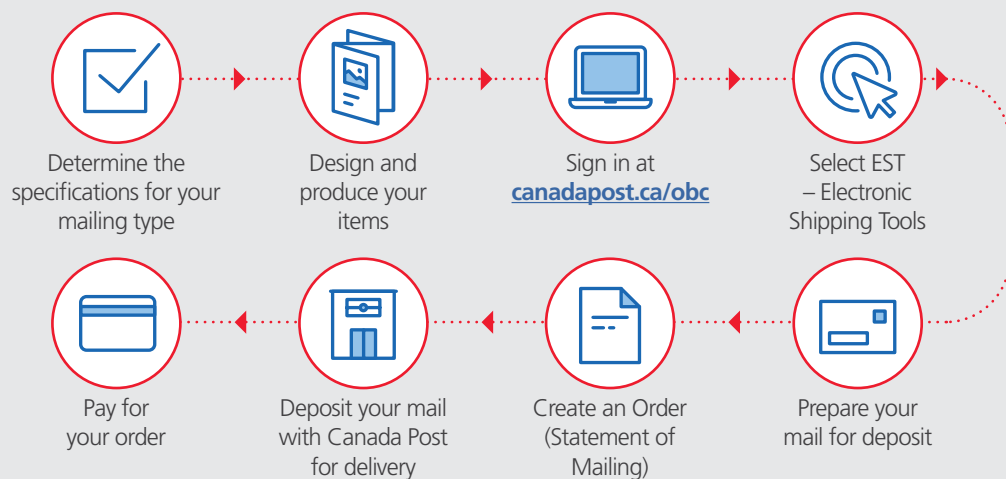 Determine the
specifications for your
mailing type
Design and
produce your
items
Sign in at
canadapost.ca/obc
Select EST
– Electronic
Shipping Tools
Prepare your
mail for deposit
Create an Order
(Statement of
Mailing)
Deposit your mail
with Canada Post
for delivery
Pay for
your order